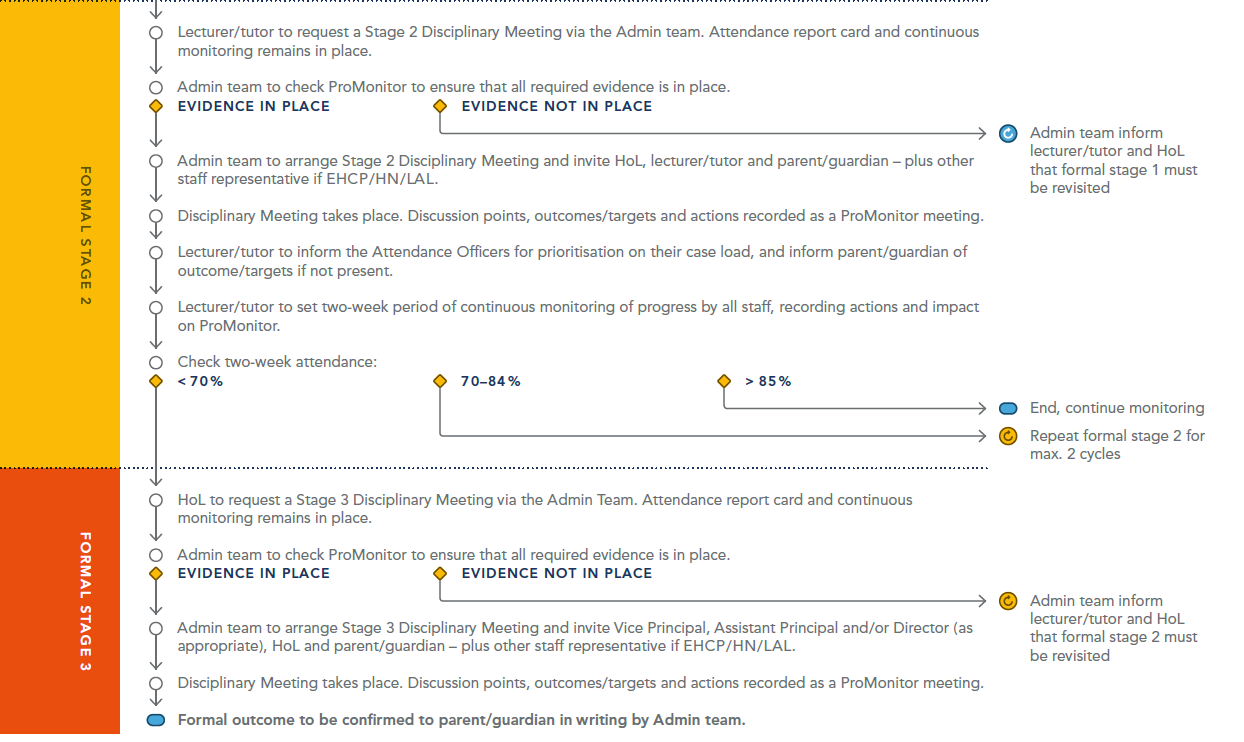 Lecturer/tutor to request a Stage 2 Disciplinary Meeting via the Admin team. Attendance report card and continuous
monitoring remains in place.
Admin team to check ProMonitor to ensure that all required evidence is in place.
EVIDENCE IN PLACE
EVIDENCE NOT IN PLACE
Admin team inform
lecturer/tutor and HoL
that formal stage 1 must
be revisited
Admin team to arrange Stage 2 Disciplinary Meeting and invite HoL, lecturer/tutor and parent/guardian – plus other
staff representative if EHCP/HN/LAL.
FORMAL STAGE 2
Disciplinary Meeting takes place. Discussion points, outcomes/targets and actions recorded as a ProMonitor meeting.
Lecturer/tutor to inform the Attendance Officers for prioritisation on their case load, and inform parent/guardian of
outcome/targets if not present.
Lecturer/tutor to set two-week period of continuous monitoring of progress by all staff, recording actions and impact
on ProMonitor.
Check two-week attendance:
< 70%
70–84%
> 85%
End, continue monitoring
Repeat formal stage 2 for
max. 2 cycles
HoL to request a Stage 3 Disciplinary Meeting via the Admin Team. Attendance report card and continuous
monitoring remains in place.
Admin team to check ProMonitor to ensure that all required evidence is in place.
EVIDENCE IN PLACE
EVIDENCE NOT IN PLACE
Admin team inform
lecturer/tutor and HoL
that formal stage 2 must
be revisited
FORMAL STAGE 3
Admin team to arrange Stage 3 Disciplinary Meeting and invite Vice Principal, Assistant Principal and/or Director (as
appropriate), HoL and parent/guardian – plus other staff representative if EHCP/HN/LAL.
Disciplinary Meeting takes place. Discussion points, outcomes/targets and actions recorded as a ProMonitor meeting.
Formal outcome to be confirmed to parent/guardian in writing by Admin team.